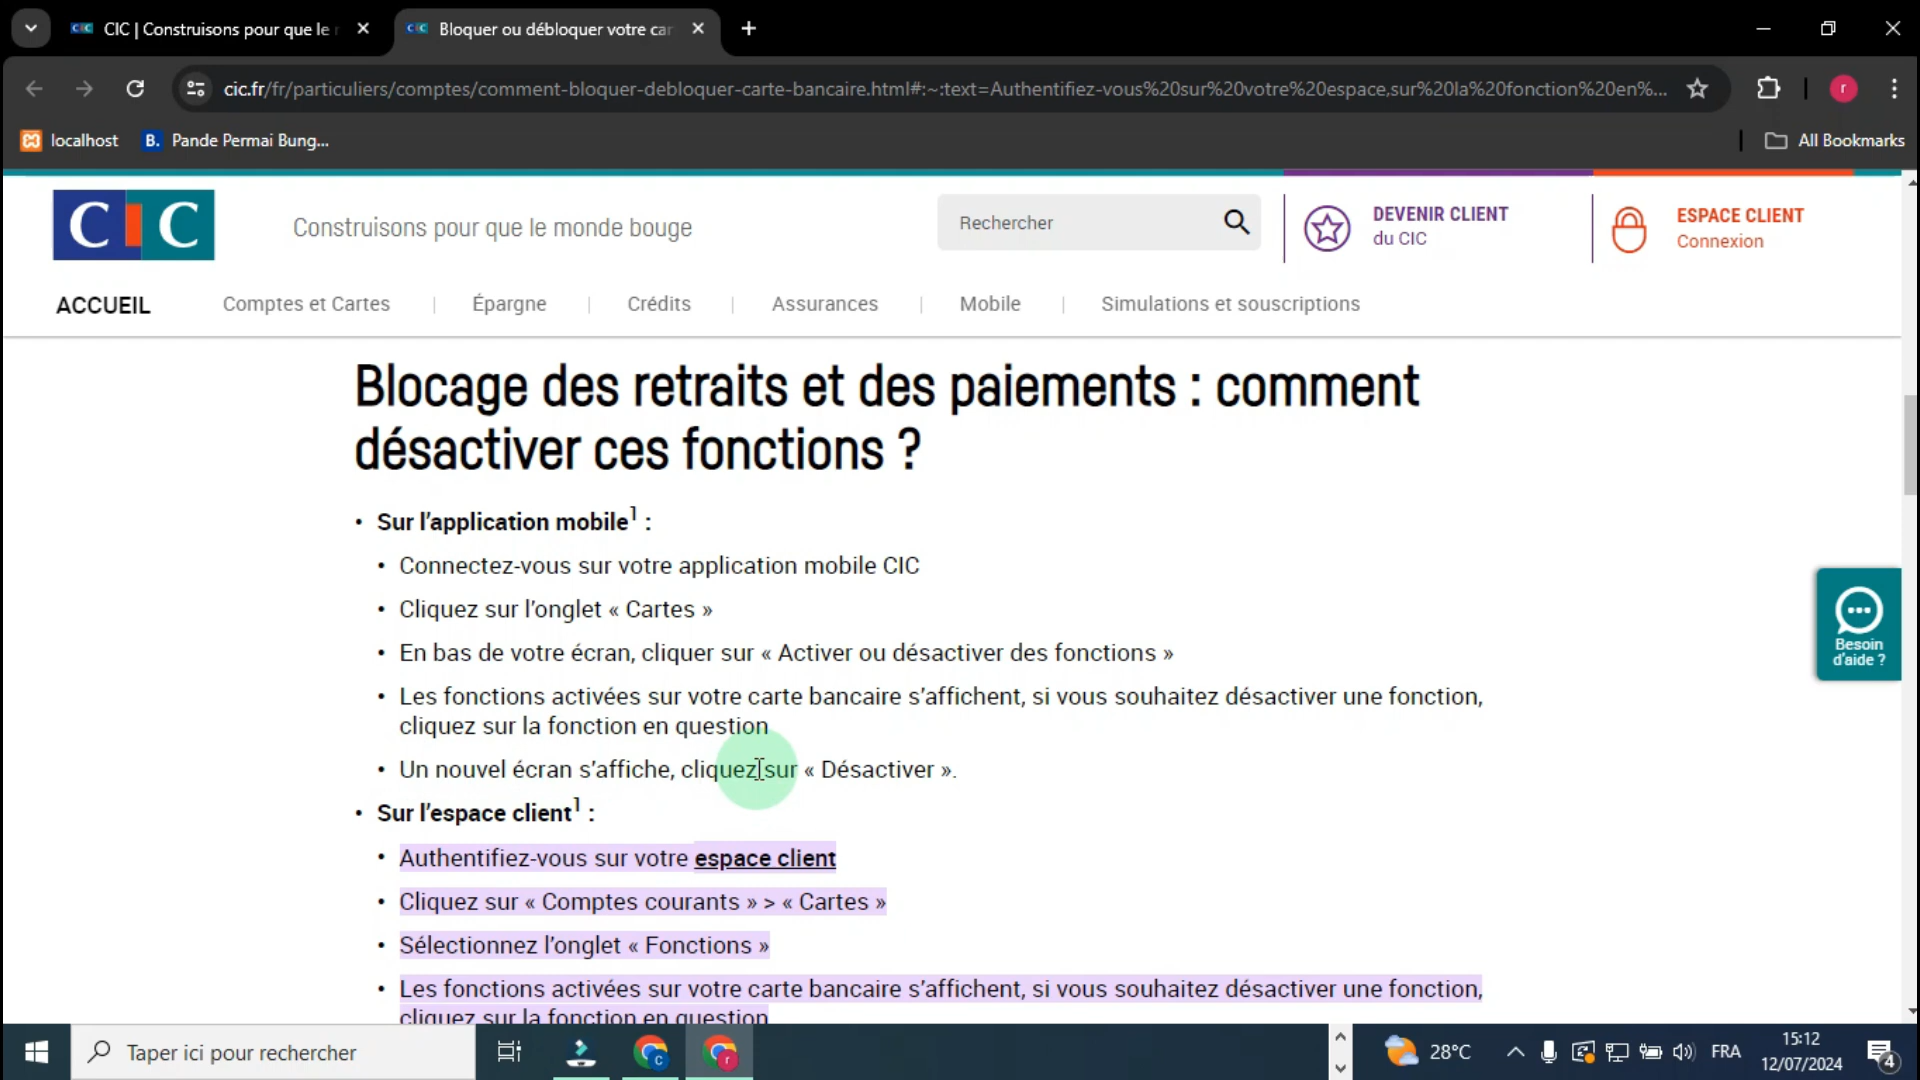 CIC | Construisons pour que le
Bloquer ou débloquer votre car
cic.fr/fr/particuliers/comptes/comment-bloquer-debloquer-carte-bancaire.html#:~:text=Authentifiez-vous%20sur%20votre%20espace,sur%20la%20fonction%20en%...
r
localhost
B. Pande Permai Bung...
All Bookmarks
CIC
Construisons pour que le monde bouge
Rechercher
DEVENIR CLIENT
du CIC
ESPACE CLIENT
Connexion
ACCUEIL
Comptes et Cartes | Épargne | Crédits | Assurances | Mobile | Simulations et souscriptions
Blocage des retraits et des paiements : comment
désactiver ces fonctions ?
• Sur l’application mobile¹ :
• Connectez-vous sur votre application mobile CIC
• Cliquez sur l’onglet « Cartes »
• En bas de votre écran, cliquer sur « Activer ou désactiver des fonctions »
• Les fonctions activées sur votre carte bancaire s’affichent, si vous souhaitez désactiver une fonction,
cliquez sur la fonction en question
• Un nouvel écran s’affiche, cliquez sur « Désactiver ».
• Sur l’espace client¹ :
• Authentifiez-vous sur votre espace client
• Cliquez sur « Comptes courants » > « Cartes »
• Sélectionnez l’onglet « Fonctions »
• Les fonctions activées sur votre carte bancaire s’affichent, si vous souhaitez désactiver une fonction,
cliquez sur la fonction en question
Besoin
d'aide ?
Taper ici pour rechercher
28°C
FRA
15:12
12/07/2024
4